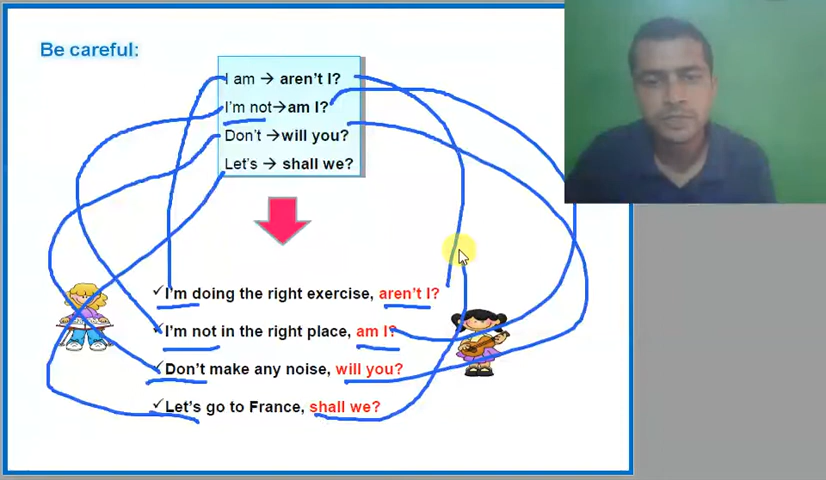 Be careful:
I am → aren't I?
I'm not→am I?
Don't →will you?
Let's → shall we?
✓I'm doing the right exercise, aren't I?
✓I'm not in the right place, am I?
✓Don't make any noise, will you?
✓Let's go to France, shall we?